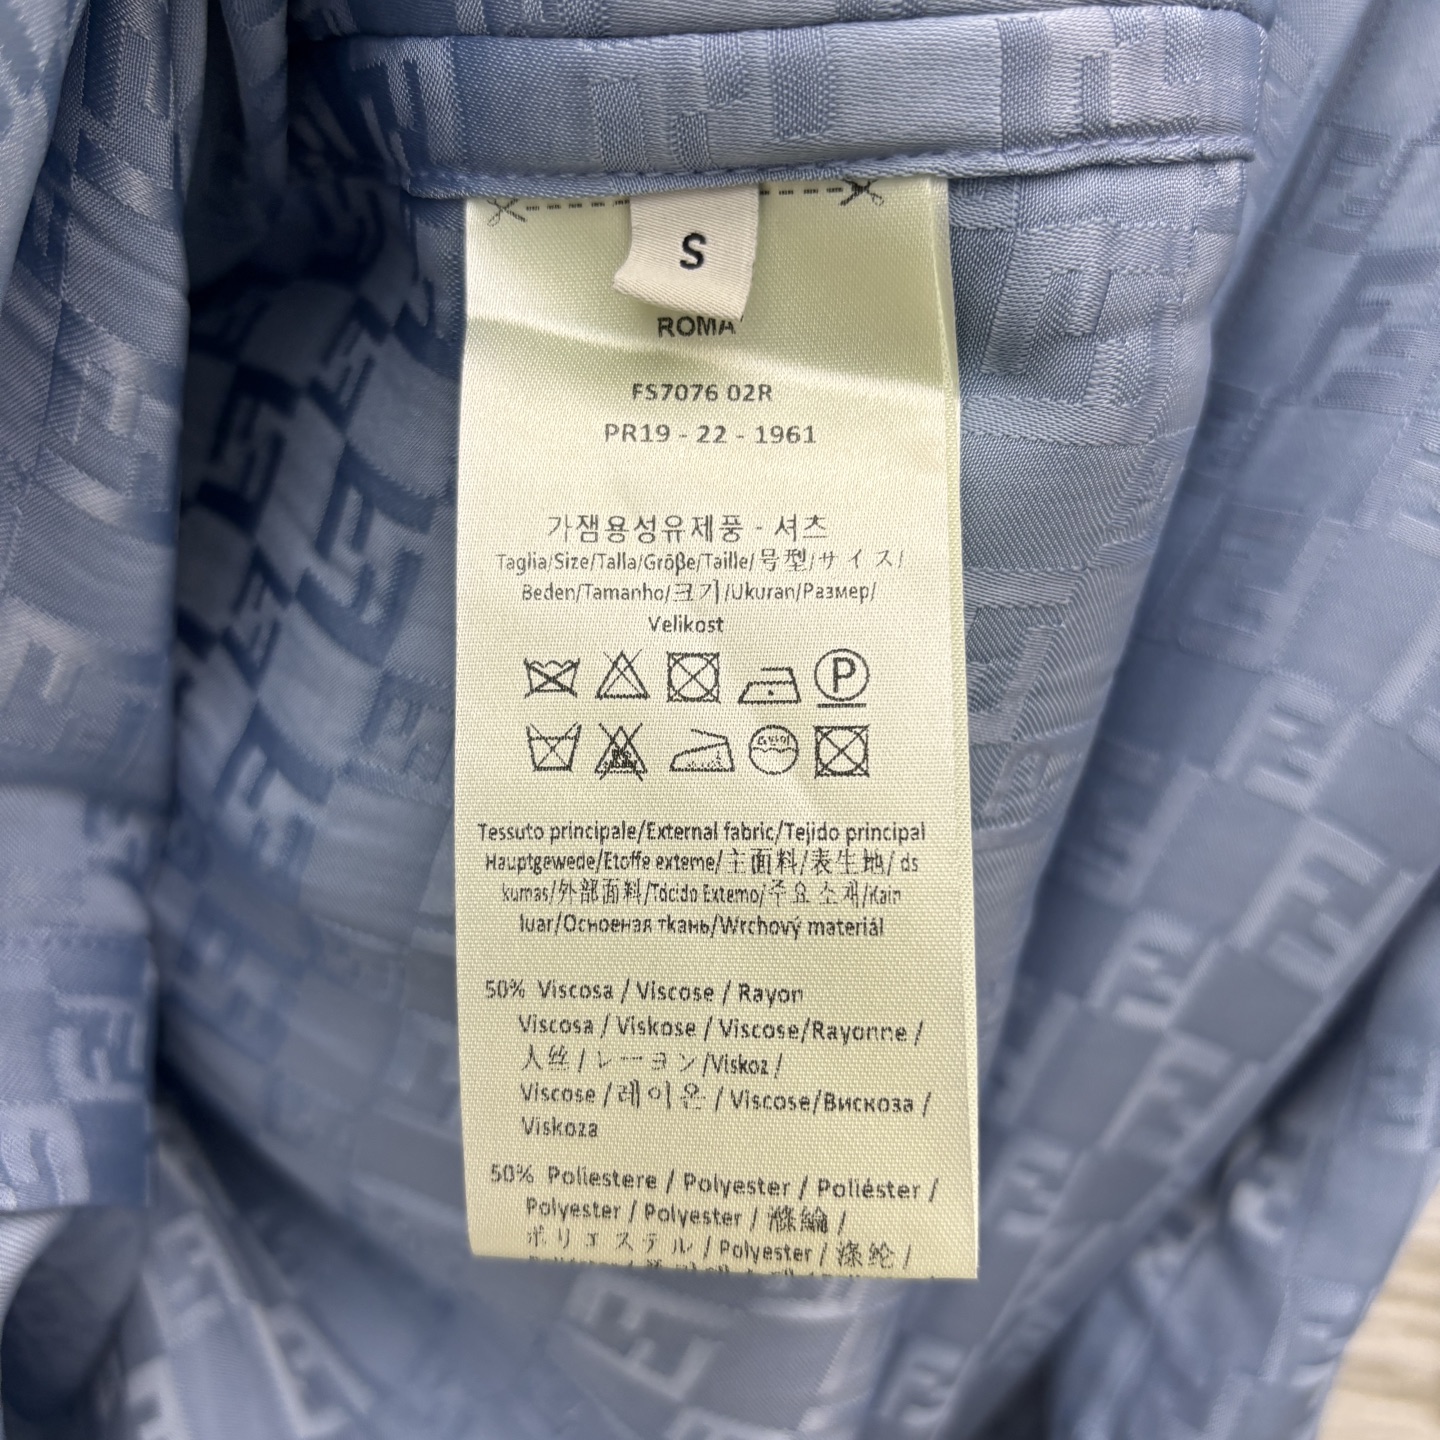 S
ROMA
FS7076 02R
PR19 - 22 - 1961
가잼용성유제품 - 셔츠
Taglia/Size/Talla/Größe/Taille/号型/サイズ/
Beden/Tamanho/크기/Ukuran/Размер/
Velikost
P
Tessuto principale/External fabric/Tejido principal
Hauptgewede/Etoffe exteme/主面料/表生地/ds
kumas/外部面料/Tócido Extemo/주요 소재/Kain
luar/Основная ткань/Wrchový materiál
50% Viscosa / Viscose / Rayon
Viscosa / Viskose / Viscose/Rayonne /
人丝 / レーヨン/Viskoz /
Viscose /레이온 / Viscose/Вискоза /
Viskoza
50% Poliestere / Polyester / Poliéster /
Polyester / Polyester / 滌綸 /
ポリエステル / Polyester / 涤纶 /